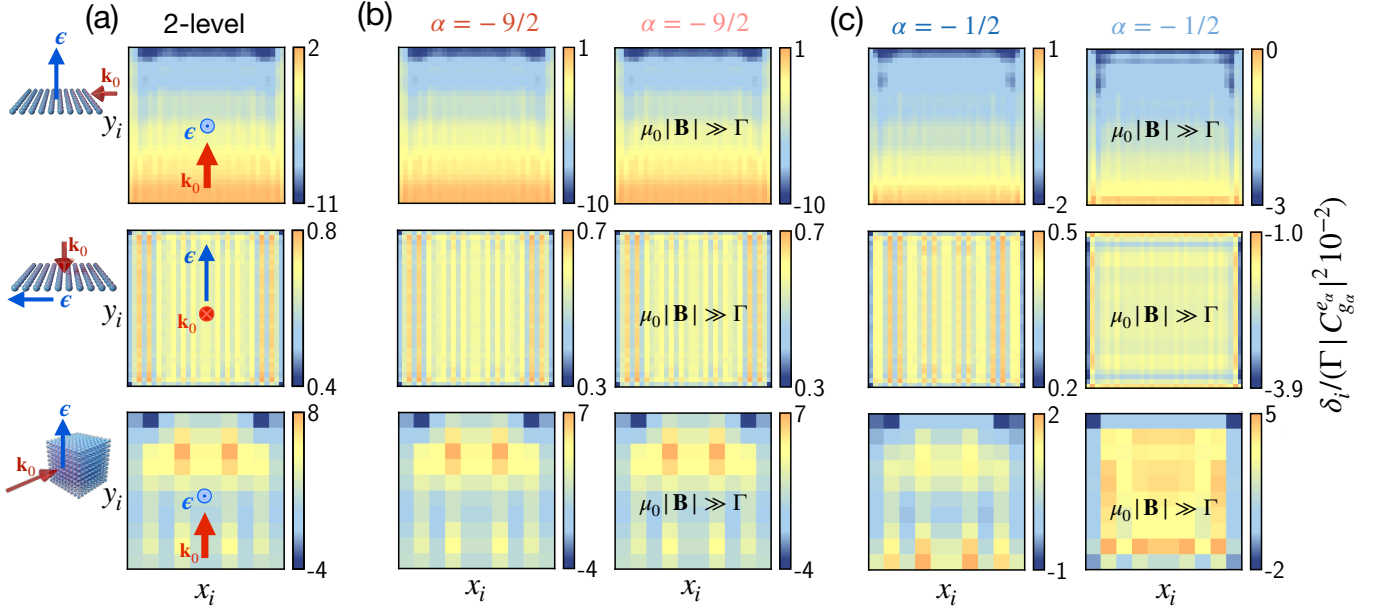 (a) 2-level (b) α = − 9/2 α = − 9/2 (c) α = − 1/2 α = − 1/2
ϵ k₀ yᵢ ϵ k₀ 2 -11 1 -10 μ₀|B| ≫ Γ 1 -10 1 -2 μ₀|B| ≫ Γ 0 -3
k₀ ϵ yᵢ ϵ k₀ 0.8 0.4 0.7 0.3 μ₀|B| ≫ Γ 0.7 0.3 0.5 0.2 μ₀|B| ≫ Γ -1.0 -3.9
ϵ k₀ yᵢ ϵ k₀ 8 -4 7 -4 μ₀|B| ≫ Γ 7 -4 2 -1 μ₀|B| ≫ Γ 5 -2
xᵢ xᵢ xᵢ xᵢ xᵢ
δᵢ/(Γ|C_{gα}^{eα}|² 10⁻²)